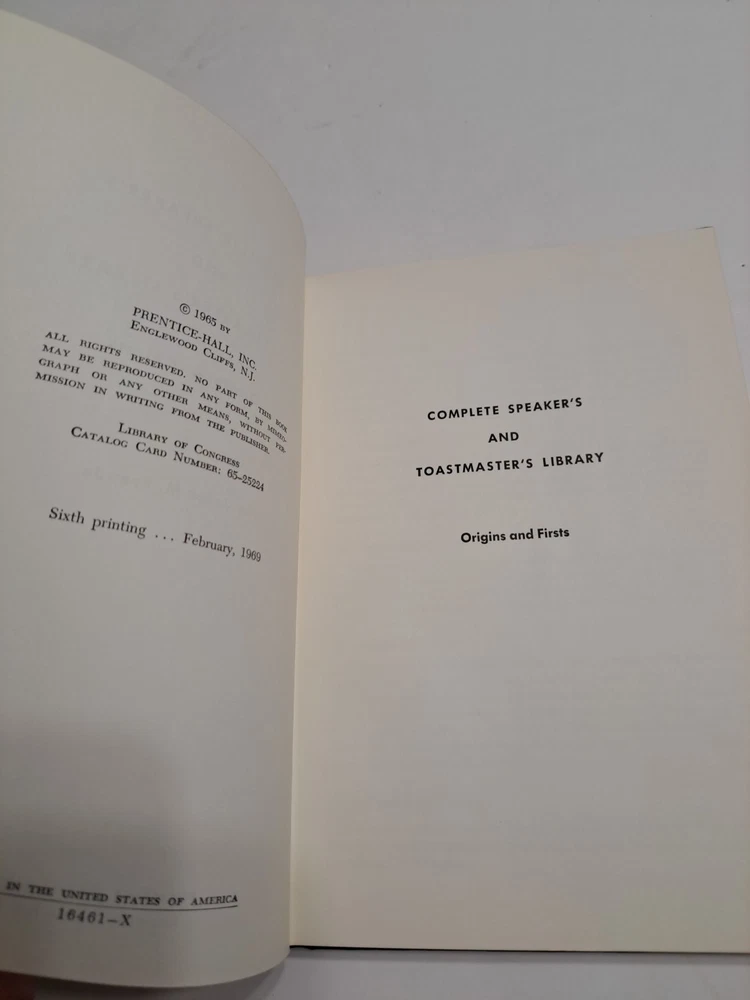 © 1965 BY
PRENTICE-HALL, INC.
ENGLEWOOD CLIFFS, N.J.
ALL RIGHTS RESERVED. NO PART OF THIS BOOK
MAY BE REPRODUCED IN ANY FORM, BY MIMEO-
GRAPH OR ANY OTHER MEANS, WITHOUT PER-
MISSION IN WRITING FROM THE PUBLISHER.
LIBRARY OF CONGRESS
CATALOG CARD NUMBER: 65-25224
Sixth printing ... February, 1969
IN THE UNITED STATES OF AMERICA
16461-X
COMPLETE SPEAKER'S
AND
TOASTMASTER'S LIBRARY
Origins and Firsts